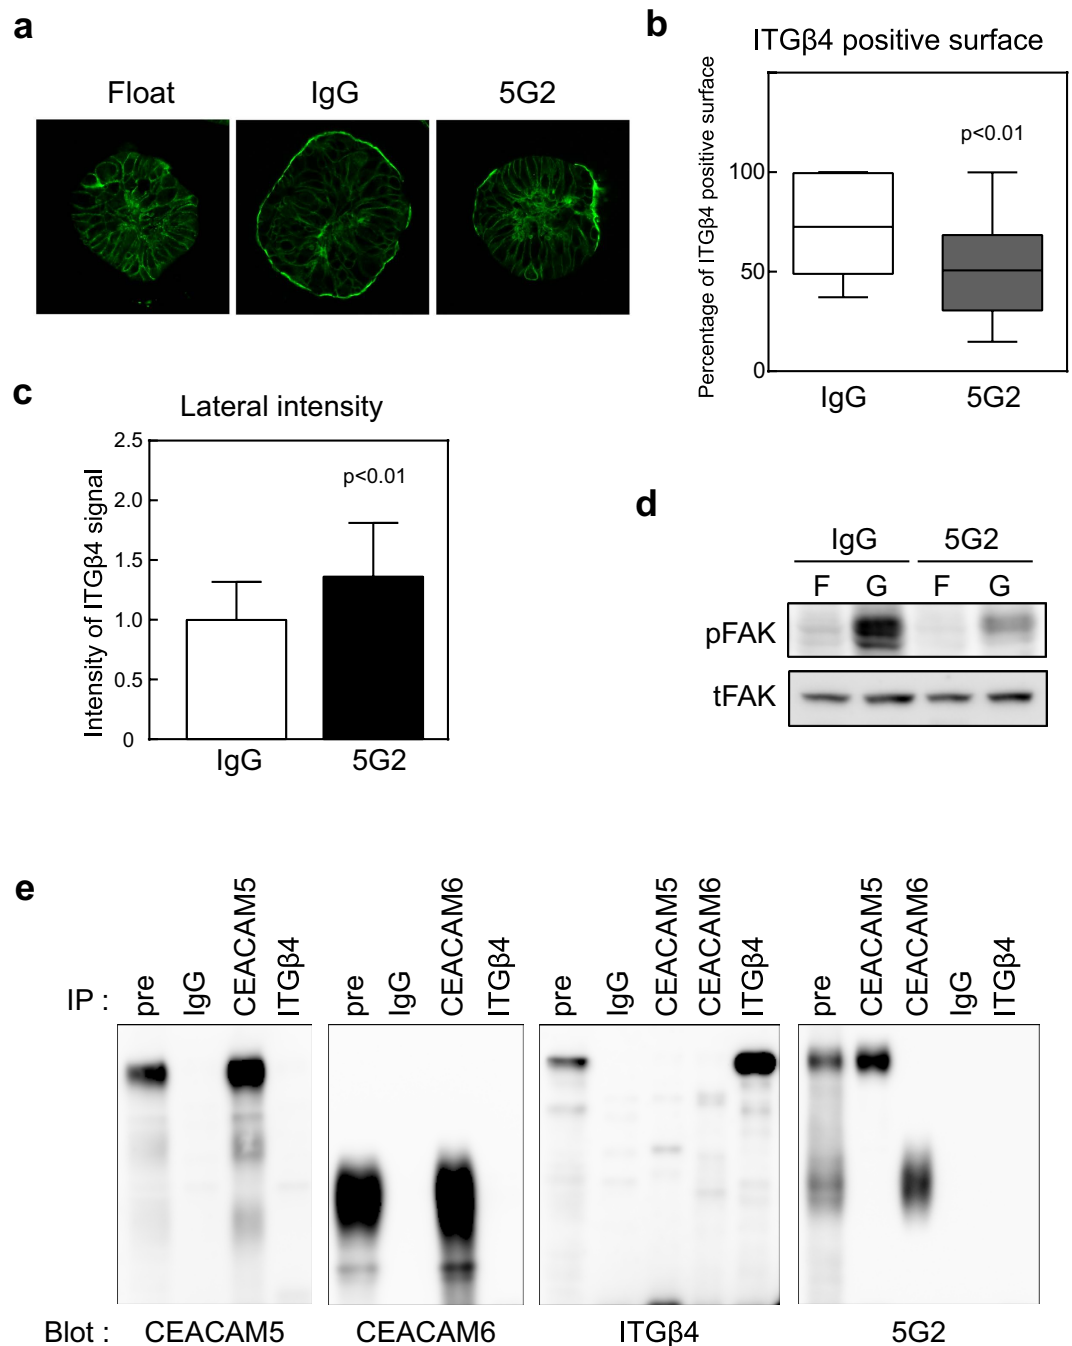 a
Float IgG 5G2
b
ITGβ4 positive surface
Percentage of ITGβ4 positive surface
p<0.01
100
50
0
IgG 5G2
c
Lateral intensity
Intensity of ITGβ4 signal
2.5
p<0.01
2.0
1.5
1.0
0.5
0
IgG 5G2
d
IgG 5G2
F G F G
pFAK
tFAK
e
IP : pre IgG CEACAM5 ITGβ4 pre IgG CEACAM6 ITGβ4 pre IgG CEACAM5 CEACAM6 ITGβ4 pre CEACAM5 CEACAM6 IgG ITGβ4
Blot : CEACAM5 CEACAM6 ITGβ4 5G2